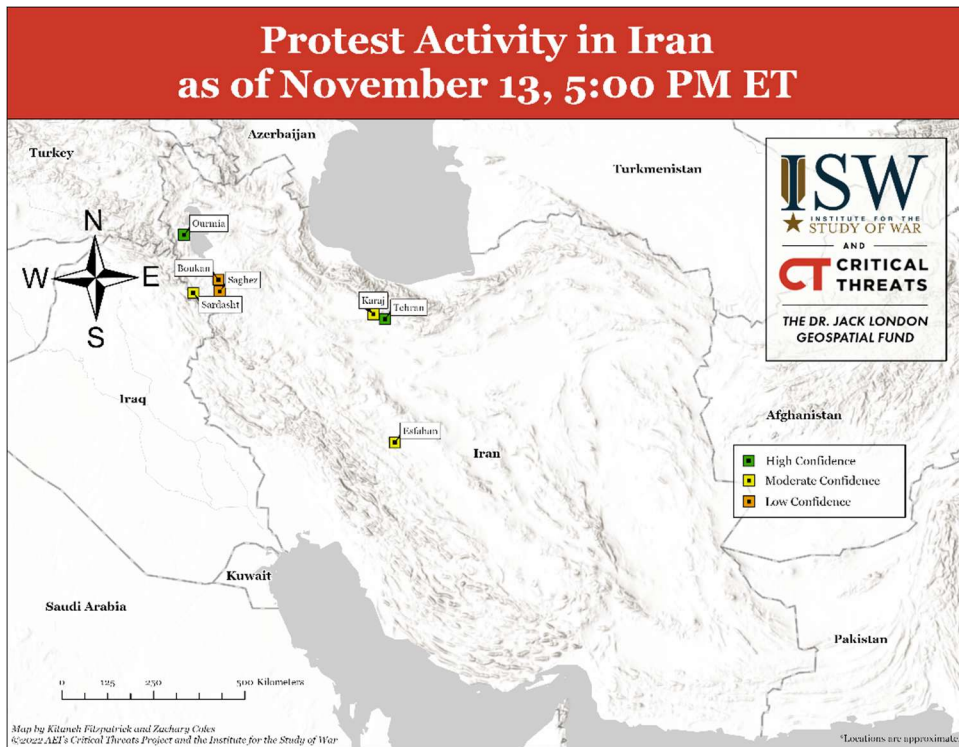 Protest Activity in Iran
as of November 13, 5:00 PM ET
Azerbaijan
Turkey
Turkmenistan
ISW
INSTITUTE FOR THE
STUDY OF WAR
AND
CT CRITICAL
THREATS
THE DR. JACK LONDON
GEOSPATIAL FUND
N
W E
S
Ourmia
Boukan
Saghez
Sardasht
Karaj
Tehran
Iraq
Afghanistan
Esfahan
Iran
High Confidence
Moderate Confidence
Low Confidence
Kuwait
Saudi Arabia
Pakistan
0 125 250 500 Kilometers
Map by Kitaneh Fitzpatrick and Zachary Coles
©2022 AEI's Critical Threats Project and the Institute for the Study of War
*Locations are approximate